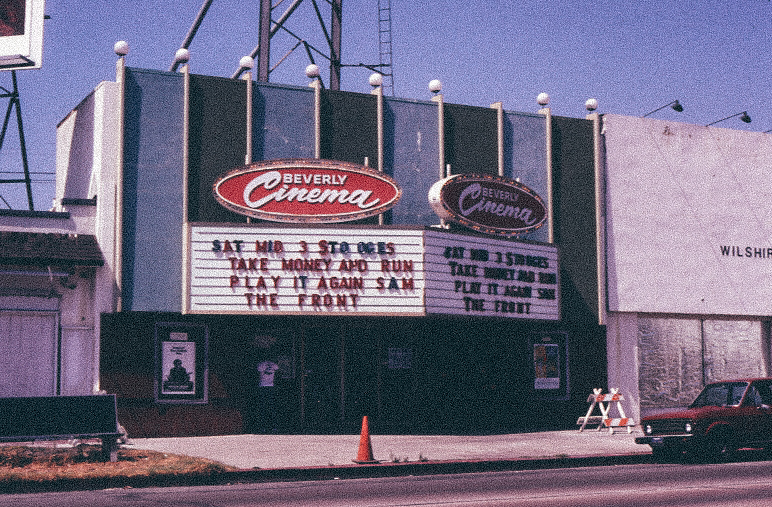 BEVERLY
Cinema
SAT MID 3 STOOGES
TAKE MONEY AND RUN
PLAY IT AGAIN SAM
THE FRONT
BEVERLY
Cinema
SAT MID 3 STOOGES
TAKE MONEY AND RUN
PLAY IT AGAIN SAM
THE FRONT
WILSHIR